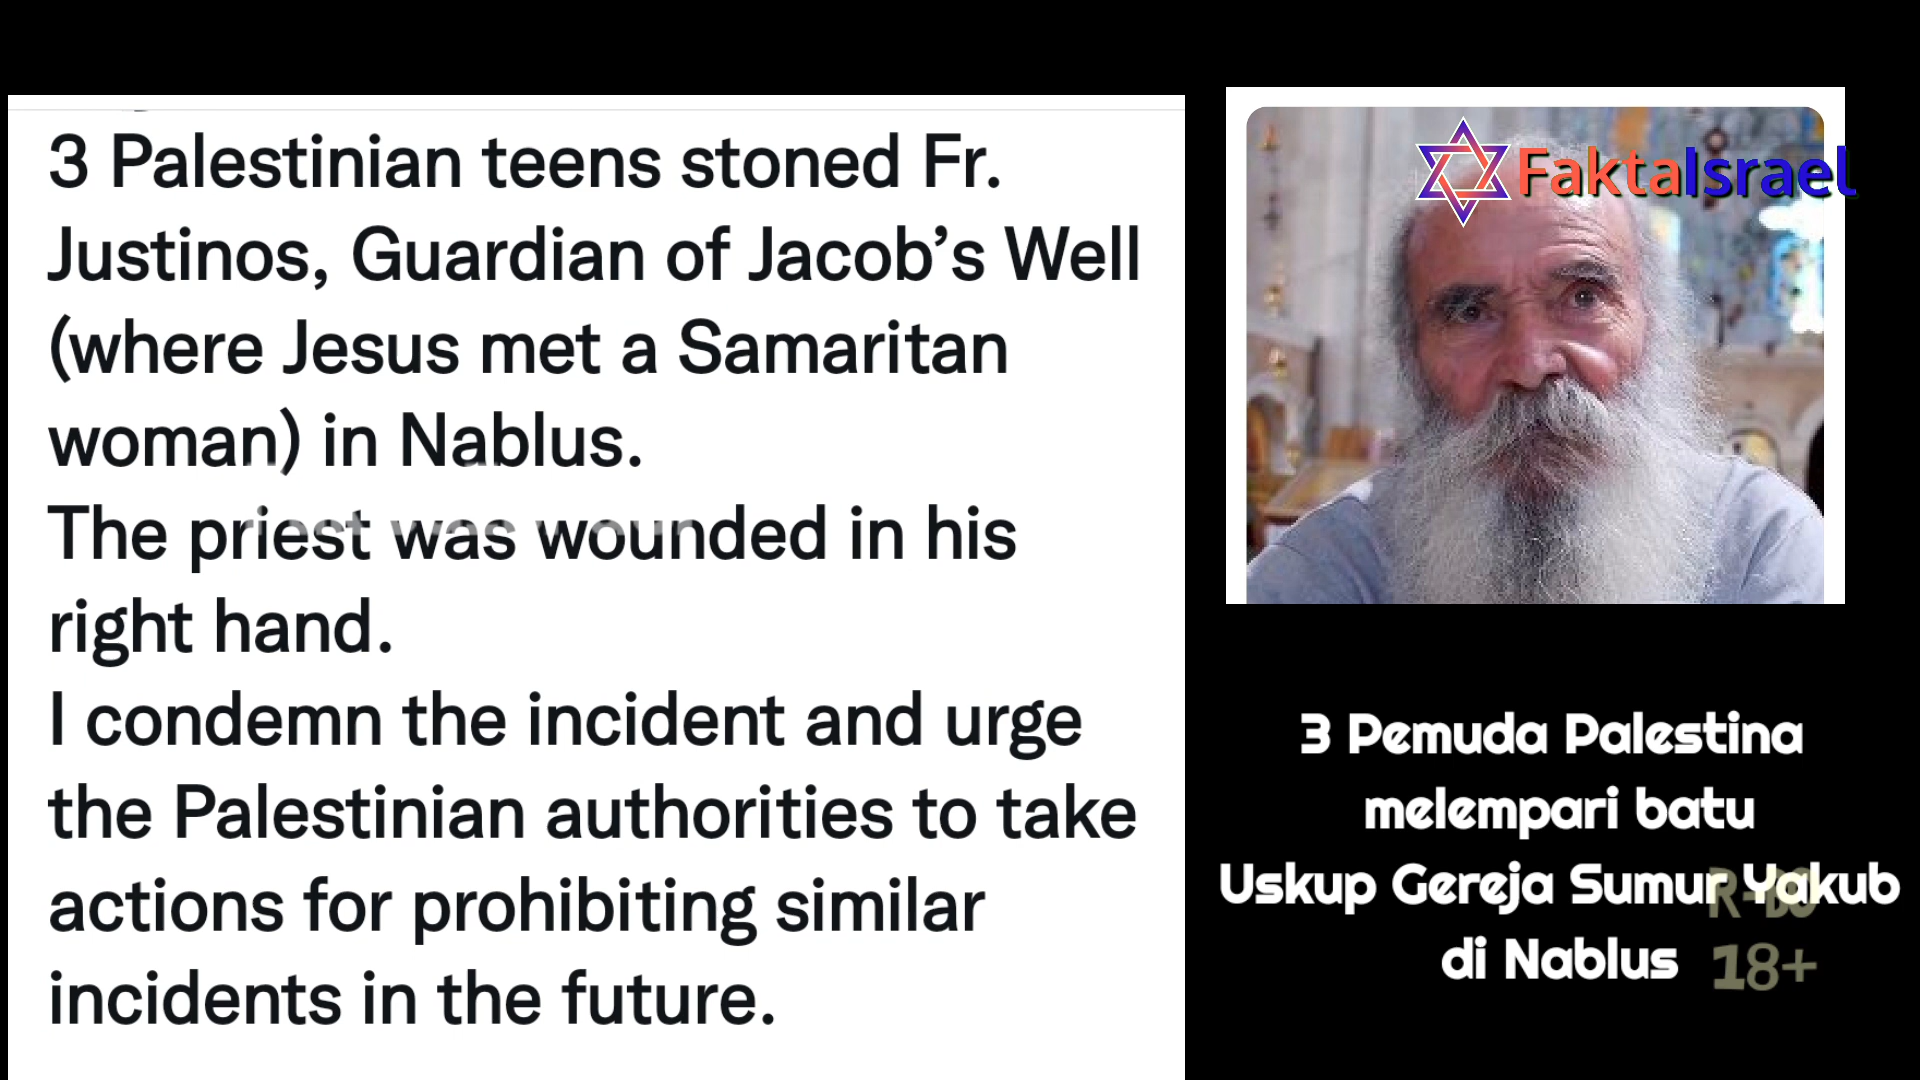 3 Palestinian teens stoned Fr.
Justinos, Guardian of Jacob’s Well
(where Jesus met a Samaritan
woman) in Nablus.
The priest was wounded in his
right hand.
I condemn the incident and urge
the Palestinian authorities to take
actions for prohibiting similar
incidents in the future.
FaktaIsrael
3 Pemuda Palestina
melempari batu
Uskup Gereja Sumur Yakub
di Nablus
R-BO
18+